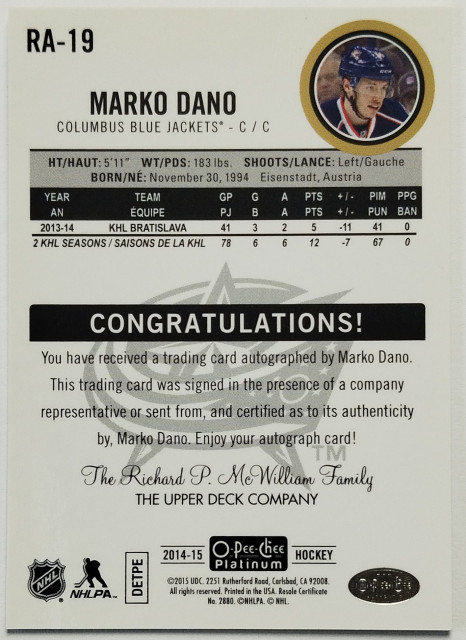 RA-19
MARKO DANO
COLUMBUS BLUE JACKETS® - C / C
HT/HAUT: 5'11" WT/PDS: 183 lbs. SHOOTS/LANCE: Left/Gauche
BORN/NÉ: November 30, 1994 Eisenstadt, Austria
YEAR TEAM GP G A PTS +/- PIM PPG
AN ÉQUIPE PJ B A PTS +/- PUN BAN
2013-14 KHL BRATISLAVA 41 3 2 5 -11 41 0
2 KHL SEASONS / SAISONS DE LA KHL 78 6 6 12 -7 67 0
CONGRATULATIONS!
You have received a trading card autographed by Marko Dano.
This trading card was signed in the presence of a company
representative or sent from, and certified as to its authenticity
by, Marko Dano. Enjoy your autograph card!
TM
The Richard P. McWilliam Family
THE UPPER DECK COMPANY
NHL
NHLPA
DETPE
2014-15 O-Pee-Chee Platinum HOCKEY
©2015 UDC. 2251 Rutherford Road, Carlsbad, CA 92008.
All rights reserved. Printed in the USA. Resale Certificate
No. 2880. ©NHLPA. © NHL.
O-Pee-Chee